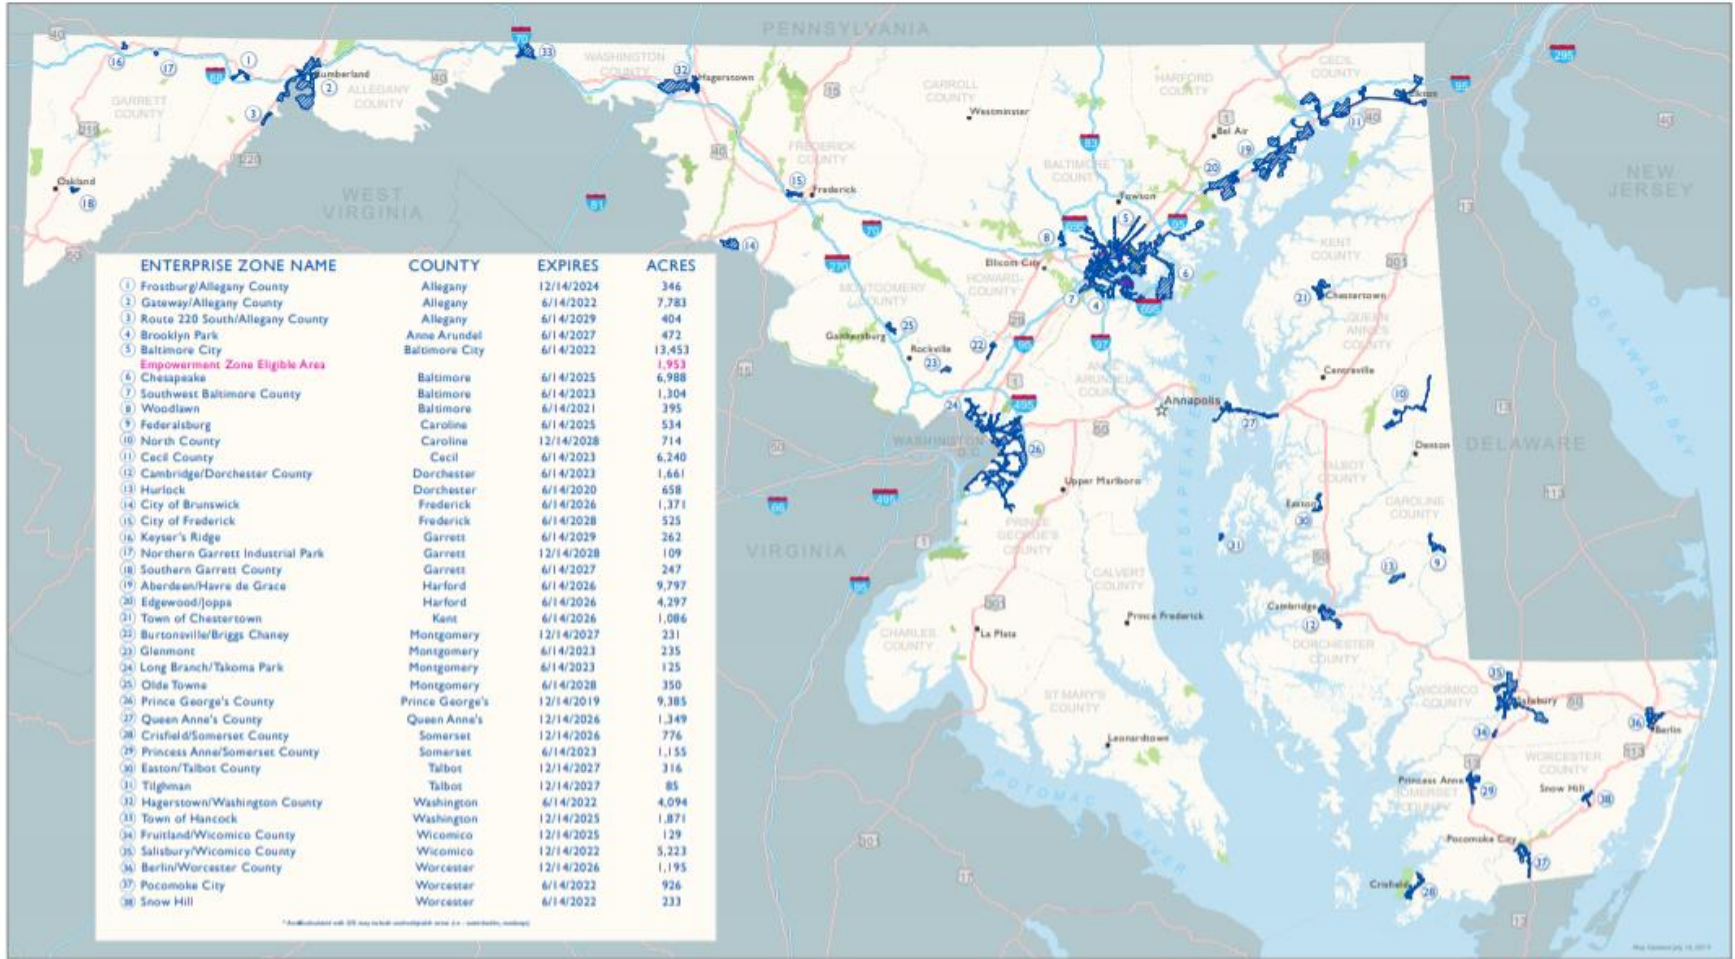 PENNSYLVANIA
WASHINGTON COUNTY
CARROLL COUNTY
HARFORD COUNTY
CECIL COUNTY
GARRETT COUNTY
ALLEGANY COUNTY
FREDERICK COUNTY
BALTIMORE COUNTY
WEST VIRGINIA
NEW JERSEY
KENT COUNTY
HOWARD COUNTY
MONTGOMERY COUNTY
QUEEN ANNE'S COUNTY
ANNE ARUNDEL COUNTY
WASHINGTON D.C.
DELAWARE
DELAWARE BAY
CHESAPEAKE BAY
TALBOT COUNTY
CAROLINE COUNTY
PRINCE GEORGE'S COUNTY
VIRGINIA
CALVERT COUNTY
CHARLES COUNTY
DORCHESTER COUNTY
ST MARY'S COUNTY
WICOMICO COUNTY
WORCESTER COUNTY
SOMERSET COUNTY
POTOMAC RIVER
Cumberland
Hagerstown
Westminster
Bel Air
Elkton
Oakland
Frederick
Towson
Ellicott City
Chestertown
Gaithersburg
Rockville
Centreville
Annapolis
Denton
Upper Marlboro
Easton
Cambridge
Prince Frederick
La Plata
Salisbury
Berlin
Leonardtown
Princess Anne
Snow Hill
Pocomoke City
Crisfield
ENTERPRISE ZONE NAME COUNTY EXPIRES ACRES
1 Frostburg/Allegany County Allegany 12/14/2024 346
2 Gateway/Allegany County Allegany 6/14/2022 7,783
3 Route 220 South/Allegany County Allegany 6/14/2029 404
4 Brooklyn Park Anne Arundel 6/14/2027 472
5 Baltimore City Baltimore City 6/14/2022 13,453
Empowerment Zone Eligible Area 1,953
6 Chesapeake Baltimore 6/14/2025 6,988
7 Southwest Baltimore County Baltimore 6/14/2023 1,304
8 Woodlawn Baltimore 6/14/2021 395
9 Federalsburg Caroline 6/14/2025 534
10 North County Caroline 12/14/2028 714
11 Cecil County Cecil 6/14/2023 6,240
12 Cambridge/Dorchester County Dorchester 6/14/2023 1,661
13 Hurlock Dorchester 6/14/2020 658
14 City of Brunswick Frederick 6/14/2026 1,371
15 City of Frederick Frederick 6/14/2028 525
16 Keyser's Ridge Garrett 6/14/2029 262
17 Northern Garrett Industrial Park Garrett 12/14/2028 109
18 Southern Garrett County Garrett 6/14/2027 247
19 Aberdeen/Havre de Grace Harford 6/14/2026 9,797
20 Edgewood/Joppa Harford 6/14/2026 4,297
21 Town of Chestertown Kent 6/14/2026 1,086
22 Burtonsville/Briggs Chaney Montgomery 12/14/2027 231
23 Glenmont Montgomery 6/14/2023 235
24 Long Branch/Takoma Park Montgomery 6/14/2023 125
25 Olde Towne Montgomery 6/14/2028 350
26 Prince George's County Prince George's 12/14/2019 9,385
27 Queen Anne's County Queen Anne's 12/14/2026 1,349
28 Crisfield/Somerset County Somerset 12/14/2026 776
29 Princess Anne/Somerset County Somerset 6/14/2023 1,155
30 Easton/Talbot County Talbot 12/14/2027 316
31 Tilghman Talbot 12/14/2027 85
32 Hagerstown/Washington County Washington 6/14/2022 4,094
33 Town of Hancock Washington 12/14/2025 1,871
34 Fruitland/Wicomico County Wicomico 12/14/2025 129
35 Salisbury/Wicomico County Wicomico 12/14/2022 5,223
36 Berlin/Worcester County Worcester 12/14/2026 1,195
37 Pocomoke City Worcester 6/14/2022 926
38 Snow Hill Worcester 6/14/2022 233